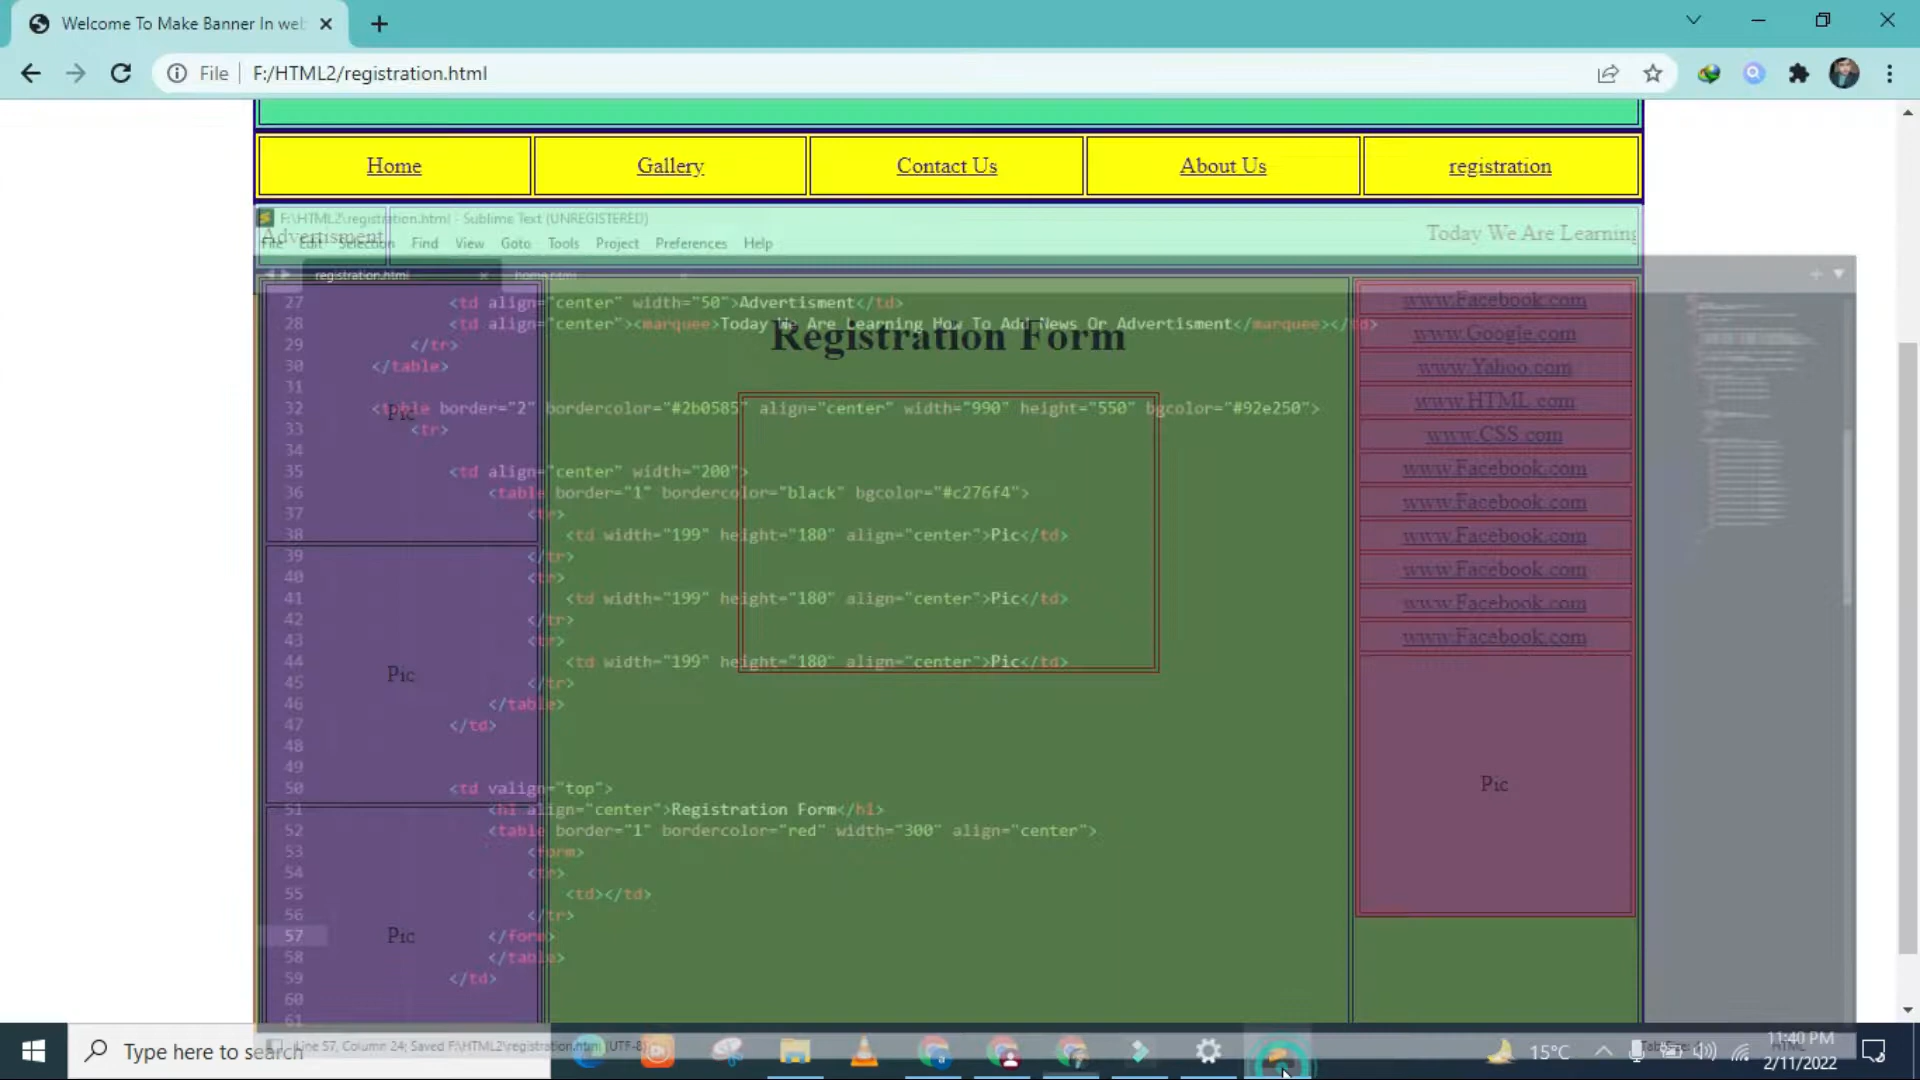 Welcome To Make Banner In web
File
F:/HTML2/registration.html
Home
Gallery
Contact Us
About Us
registration
F:\HTML2\registration.html - Sublime Text (UNREGISTERED)
Advertisment
Today We Are Learning
File Edit Selection Find View Goto Tools Project Preferences Help
registration.html
home.html
27 <td align="center" width="50">Advertisment</td>
28 <td align="center"><marquee>Today We Are Learning How To Add News Or Advertisment</marquee></td>
29 </tr>
30 </table>
31
32 <table border="2" bordercolor="#2b0585" align="center" width="990" height="550" bgcolor="#92e250">
33 <tr>
34
35 <td align="center" width="200">
36 <table border="1" bordercolor="black" bgcolor="#c276f4">
37 <tr>
38 <td width="199" height="180" align="center">Pic</td>
39 </tr>
40 <tr>
41 <td width="199" height="180" align="center">Pic</td>
42 </tr>
43 <tr>
44 <td width="199" height="180" align="center">Pic</td>
45 </tr>
46 </table>
47 </td>
48
49
50 <td valign="top">
51 <h1 align="center">Registration Form</h1>
52 <table border="1" bordercolor="red" width="300" align="center">
53 <form>
54 <tr>
55 <td></td>
56 </tr>
57 </form>
58 </table>
59 </td>
60
61
Pic
Pic
Pic
Registration Form
www.Facebook.com
www.Google.com
www.Yahoo.com
www.HTML.com
www.CSS.com
www.Facebook.com
www.Facebook.com
www.Facebook.com
www.Facebook.com
www.Facebook.com
www.Facebook.com
Pic
Line 57, Column 24; Saved F:\HTML2\registration.html (UTF-8)
Type here to search
15°C
11:40 PM
2/11/2022